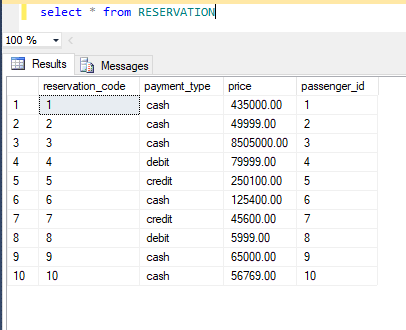 select * from RESERVATION
100 %
Results Messages
reservation_code payment_type price passenger_id
1 1 cash 435000.00 1
2 2 cash 49999.00 2
3 3 cash 8505000.00 3
4 4 debit 79999.00 4
5 5 credit 250100.00 5
6 6 cash 125400.00 6
7 7 credit 45600.00 7
8 8 debit 5999.00 8
9 9 cash 65000.00 9
10 10 cash 56769.00 10